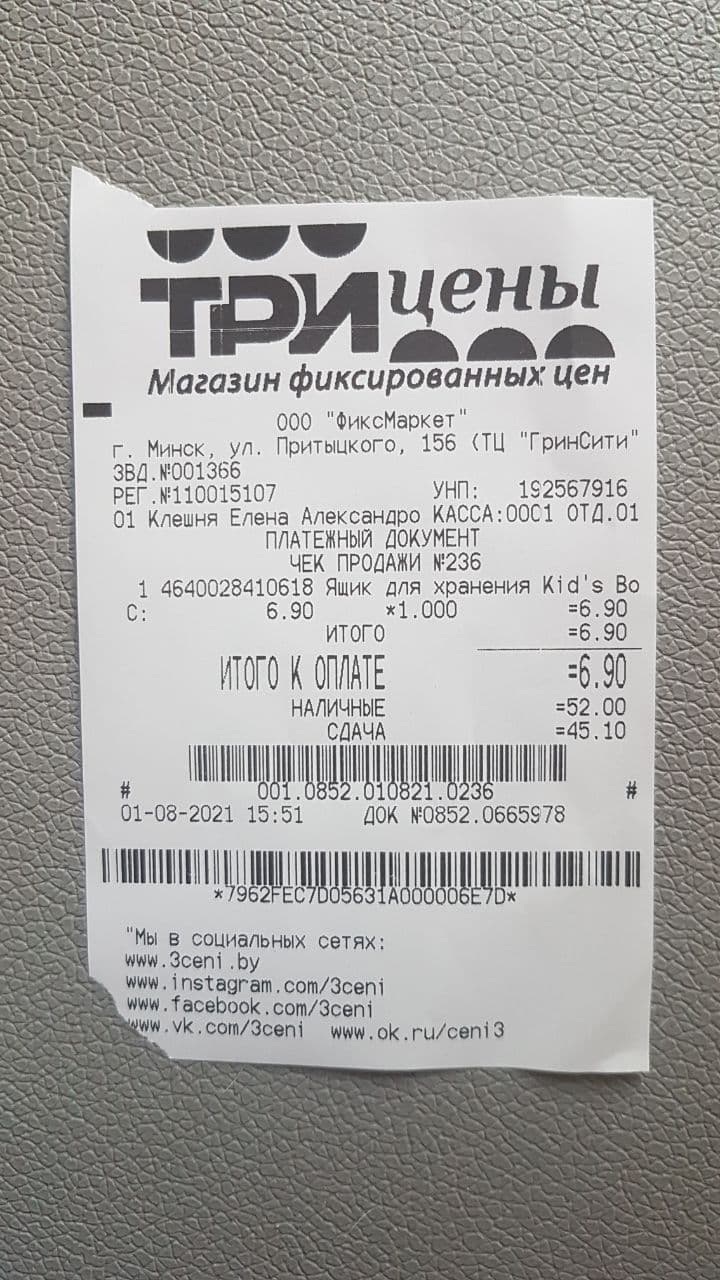 ТРИ цены
Магазин фиксированных цен
ООО "ФиксМаркет"
г. Минск, ул. Притыцкого, 156 (ТЦ "ГринСити"
ЗВД.№001366
РЕГ.№110015107 УНП: 192567916
01 Клешня Елена Александро КАССА:0001 ОТД.01
ПЛАТЕЖНЫЙ ДОКУМЕНТ
ЧЕК ПРОДАЖИ №236
1 4640028410618 Ящик для хранения Kid's Bo
С: 6.90 *1.000 =6.90
ИТОГО =6.90
ИТОГО К ОПЛАТЕ =6.90
НАЛИЧНЫЕ =52.00
СДАЧА =45.10
# 001.0852.010821.0236 #
01-08-2021 15:51 ДОК №0852.0665978
*7962FEC7D05631A000006E7D*
"Мы в социальных сетях:
www.3ceni.by
www.instagram.com/3ceni
www.facebook.com/3ceni
www.vk.com/3ceni www.ok.ru/ceni3